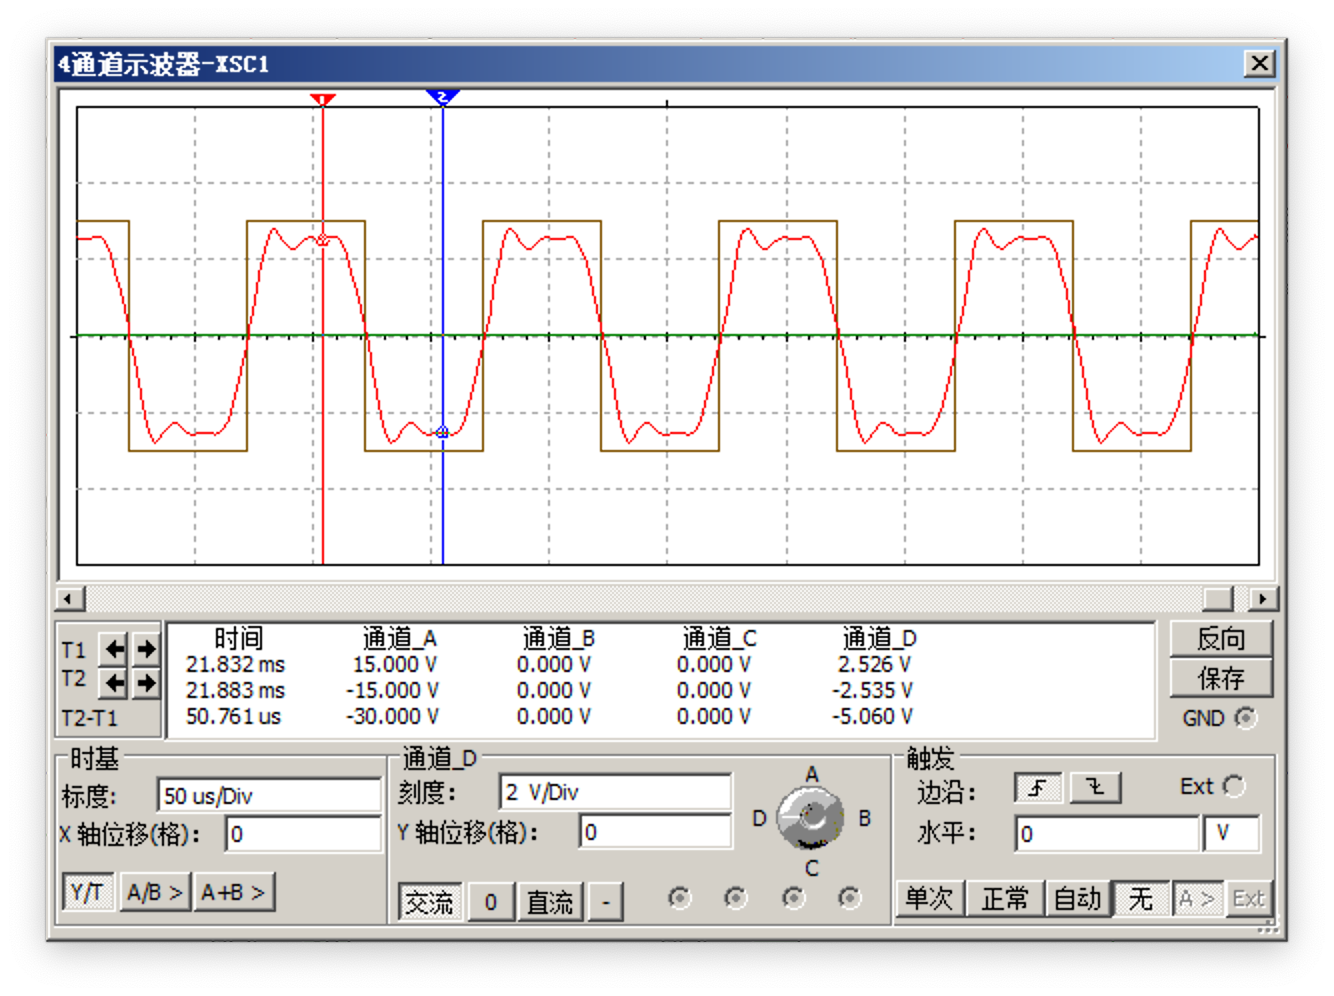 4通道示波器-XSC1
1 2
时间 通道_A 通道_B 通道_C 通道_D
T1 21.832 ms 15.000 V 0.000 V 0.000 V 2.526 V
T2 21.883 ms -15.000 V 0.000 V 0.000 V -2.535 V
T2-T1 50.761 us -30.000 V 0.000 V 0.000 V -5.060 V
反向
保存
GND
时基
标度: 50 us/Div
X 轴位移(格): 0
Y/T A/B > A+B >
通道_D
刻度: 2 V/Div
Y 轴位移(格): 0
交流 0 直流 -
A
D B
C
触发
边沿: Ext
水平: 0 V
单次 正常 自动 无 A > Ext